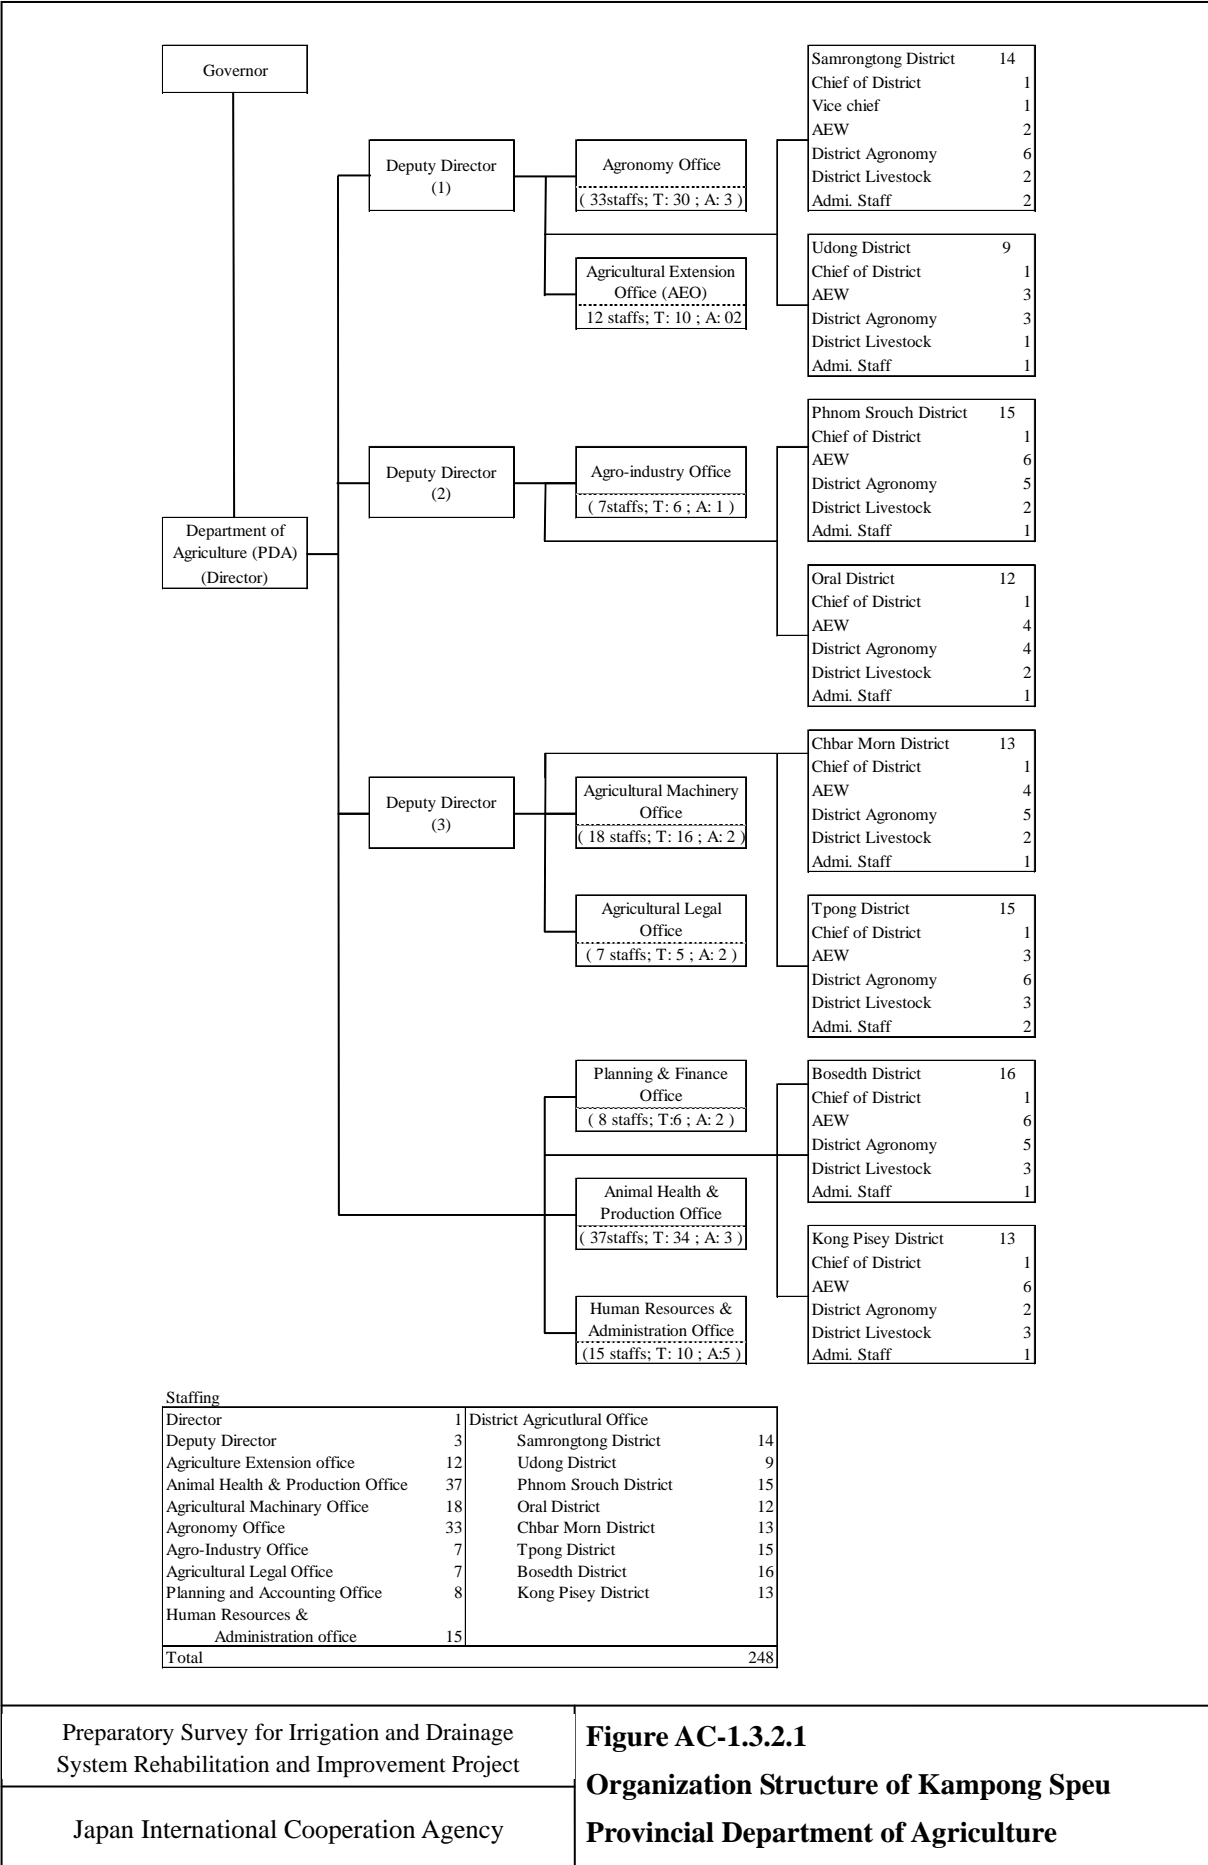 Governor
Department of
Agriculture (PDA)
(Director)
Deputy Director
(1)
Agronomy Office
( 33staffs; T: 30 ; A: 3 )
Agricultural Extension
Office (AEO)
12 staffs; T: 10 ; A: 02
Samrongtong District 14
Chief of District 1
Vice chief 1
AEW 2
District Agronomy 6
District Livestock 2
Admi. Staff 2
Udong District 9
Chief of District 1
AEW 3
District Agronomy 3
District Livestock 1
Admi. Staff 1
Deputy Director
(2)
Agro-industry Office
( 7staffs; T: 6 ; A: 1 )
Phnom Srouch District 15
Chief of District 1
AEW 6
District Agronomy 5
District Livestock 2
Admi. Staff 1
Oral District 12
Chief of District 1
AEW 4
District Agronomy 4
District Livestock 2
Admi. Staff 1
Deputy Director
(3)
Agricultural Machinery
Office
( 18 staffs; T: 16 ; A: 2 )
Agricultural Legal
Office
( 7 staffs; T: 5 ; A: 2 )
Chbar Morn District 13
Chief of District 1
AEW 4
District Agronomy 5
District Livestock 2
Admi. Staff 1
Tpong District 15
Chief of District 1
AEW 3
District Agronomy 6
District Livestock 3
Admi. Staff 2
Planning & Finance
Office
( 8 staffs; T:6 ; A: 2 )
Animal Health &
Production Office
( 37staffs; T: 34 ; A: 3 )
Human Resources &
Administration Office
(15 staffs; T: 10 ; A:5 )
Bosedth District 16
Chief of District 1
AEW 6
District Agronomy 5
District Livestock 3
Admi. Staff 1
Kong Pisey District 13
Chief of District 1
AEW 6
District Agronomy 2
District Livestock 3
Admi. Staff 1
Staffing
Director 1 District Agricutlural Office
Deputy Director 3 Samrongtong District 14
Agriculture Extension office 12 Udong District 9
Animal Health & Production Office 37 Phnom Srouch District 15
Agricultural Machinary Office 18 Oral District 12
Agronomy Office 33 Chbar Morn District 13
Agro-Industry Office 7 Tpong District 15
Agricultural Legal Office 7 Bosedth District 16
Planning and Accounting Office 8 Kong Pisey District 13
Human Resources &
Administration office 15
Total 248
Preparatory Survey for Irrigation and Drainage
System Rehabilitation and Improvement Project
Japan International Cooperation Agency
Figure AC-1.3.2.1
Organization Structure of Kampong Speu
Provincial Department of Agriculture